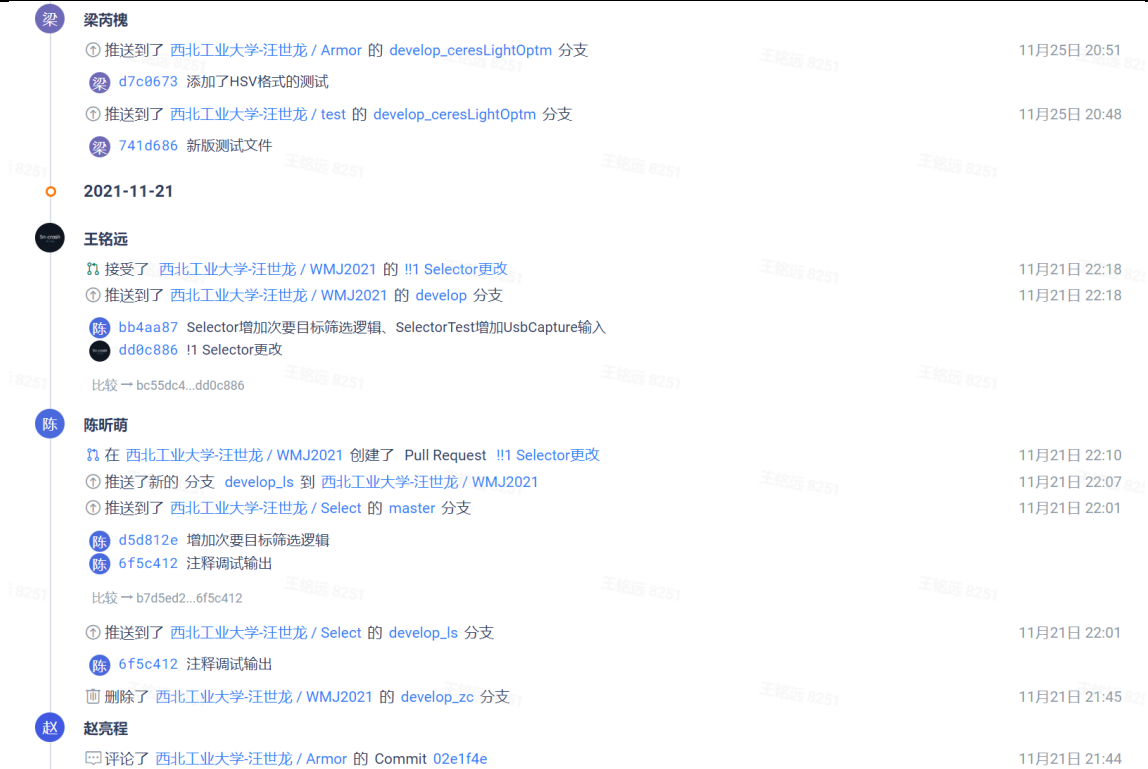 梁 梁芮槐
推送到了 西北工业大学-汪世龙 / Armor 的 develop_ceresLightOptm 分支 11月25日 20:51
梁 d7c0673 添加了HSV格式的测试
推送到了 西北工业大学-汪世龙 / test 的 develop_ceresLightOptm 分支 11月25日 20:48
梁 741d686 新版测试文件
2021-11-21
王铭远
接受了 西北工业大学-汪世龙 / WMJ2021 的 !!1 Selector更改 11月21日 22:18
推送到了 西北工业大学-汪世龙 / WMJ2021 的 develop 分支 11月21日 22:18
陈 bb4aa87 Selector增加次要目标筛选逻辑、SelectorTest增加UsbCapture输入
dd0c886 !1 Selector更改
比较 → bc55dc4...dd0c886
陈 陈昕萌
在 西北工业大学-汪世龙 / WMJ2021 创建了 Pull Request !!1 Selector更改 11月21日 22:10
推送了新的 分支 develop_ls 到 西北工业大学-汪世龙 / WMJ2021 11月21日 22:07
推送到了 西北工业大学-汪世龙 / Select 的 master 分支 11月21日 22:01
陈 d5d812e 增加次要目标筛选逻辑
陈 6f5c412 注释调试输出
比较 → b7d5ed2...6f5c412
推送到了 西北工业大学-汪世龙 / Select 的 develop_ls 分支 11月21日 22:01
陈 6f5c412 注释调试输出
删除了 西北工业大学-汪世龙 / WMJ2021 的 develop_zc 分支 11月21日 21:45
赵 赵亮程
评论了 西北工业大学-汪世龙 / Armor 的 Commit 02e1f4e 11月21日 21:44
王铭远 8251